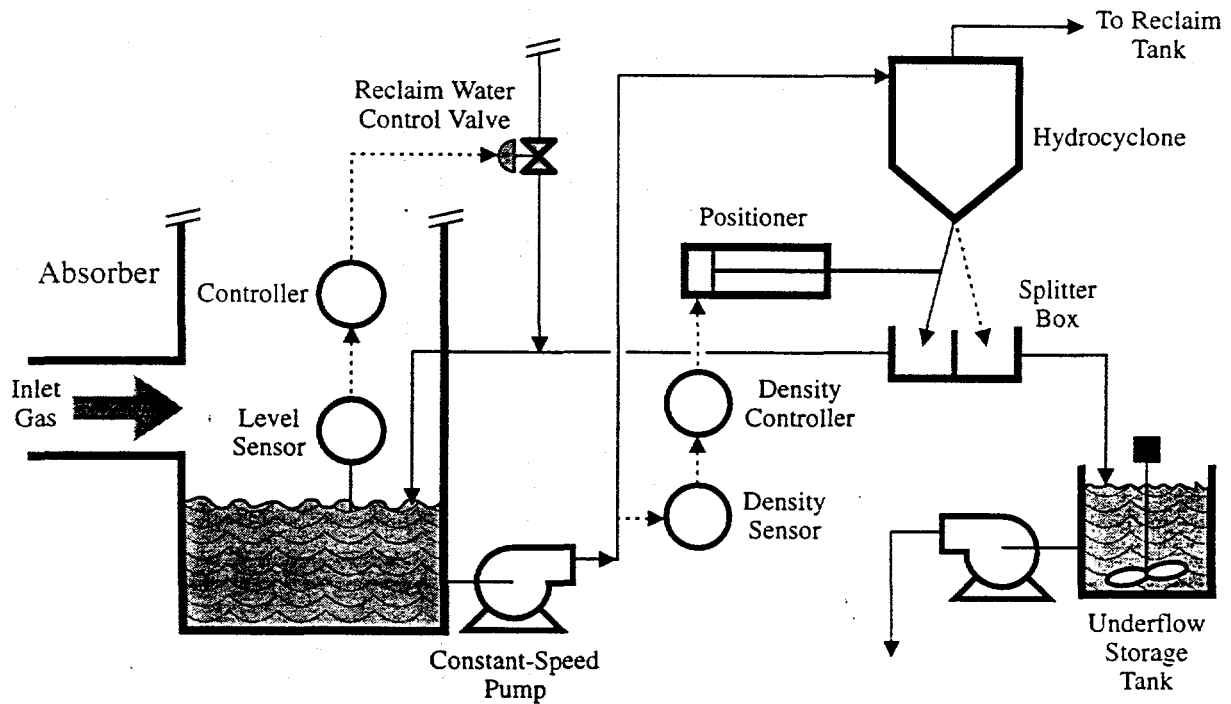 To Reclaim
Tank
Reclaim Water
Control Valve
Hydrocyclone
Positioner
Absorber
Controller
Splitter
Box
Inlet
Gas
Level
Sensor
Density
Controller
Density
Sensor
Constant-Speed
Pump
Underflow
Storage
Tank